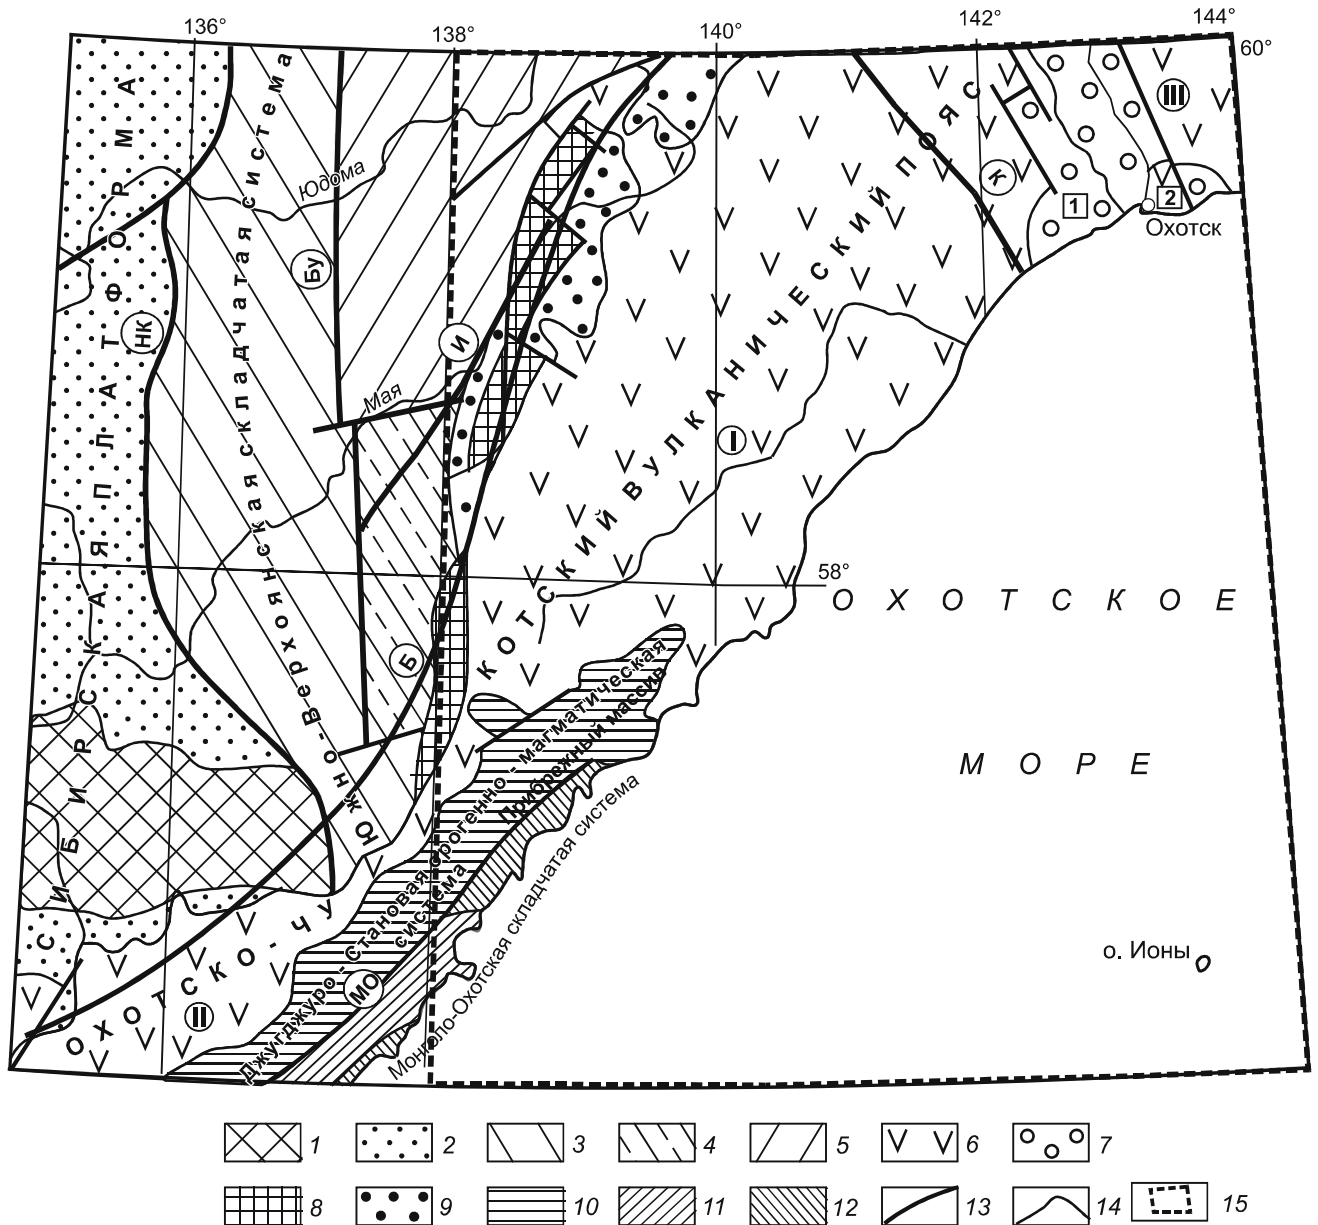 136°
138°
140°
142°
144°
60°
58°
СИБИРСКАЯ ПЛАТФОРМА
Южно-Верхоянская складчатая система
ОХОТСКО-ЧУКОТСКИЙ ВУЛКАНИЧЕСКИЙ ПОЯС
Юдома
Мая
Бу
НК
И
К
Б
МО
I
II
III
1
2
Охотск
ОХОТСКОЕ
МОРЕ
о. Ионы
Джугджуро-Становая орогенно-магматическая
система
Прибрежный массив
Монголо-Охотская складчатая система
1 2 3 4 5 6 7
8 9 10 11 12 13 14 15